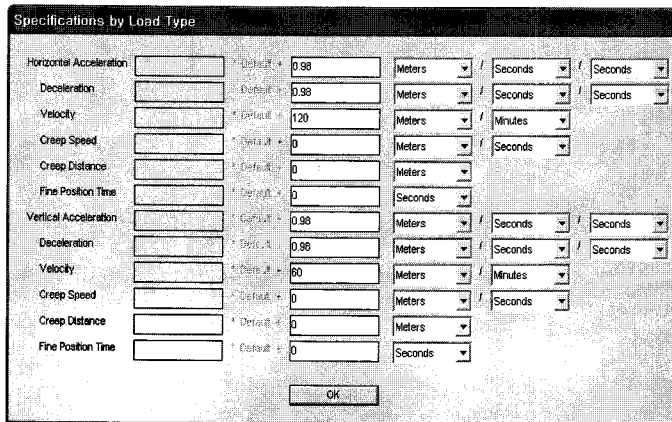 Specifications by Load Type
Horizontal Acceleration * Default + 0.98 Meters / Seconds / Seconds
Deceleration * Default + 0.98 Meters / Seconds / Seconds
Velocity * Default + 120 Meters / Minutes
Creep Speed * Default + 0 Meters / Seconds
Creep Distance * Default + 0 Meters
Fine Position Time * Default + 0 Seconds
Vertical Acceleration * Default + 0.98 Meters / Seconds / Seconds
Deceleration * Default + 0.98 Meters / Seconds / Seconds
Velocity * Default + 60 Meters / Minutes
Creep Speed * Default + 0 Meters / Seconds
Creep Distance * Default + 0 Meters
Fine Position Time * Default + 0 Seconds
OK